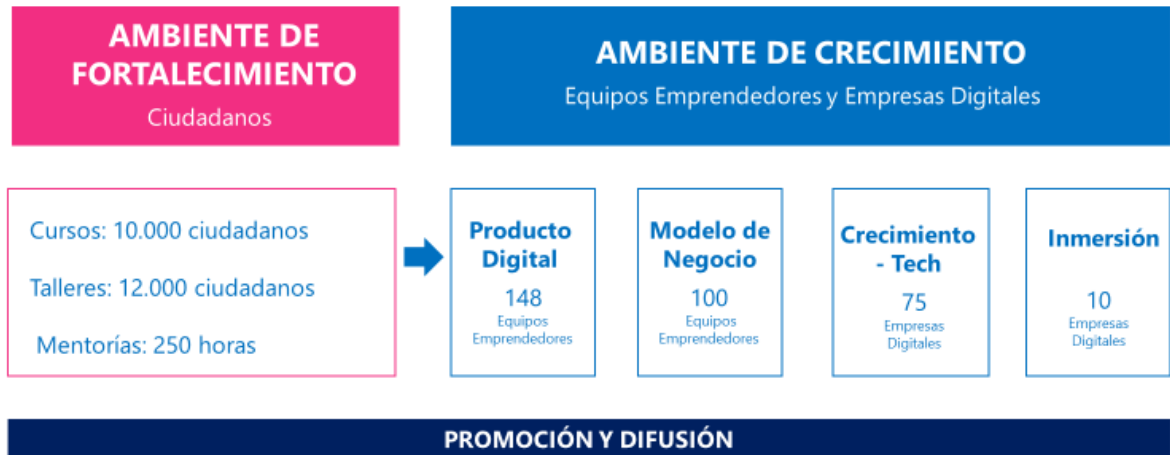 AMBIENTE DE
FORTALECIMIENTO
Ciudadanos
AMBIENTE DE CRECIMIENTO
Equipos Emprendedores y Empresas Digitales
Cursos: 10.000 ciudadanos
Talleres: 12.000 ciudadanos
Mentorías: 250 horas
Producto
Digital
148
Equipos
Emprendedores
Modelo de
Negocio
100
Equipos
Emprendedores
Crecimiento
- Tech
75
Empresas
Digitales
Inmersión
10
Empresas
Digitales
PROMOCIÓN Y DIFUSIÓN